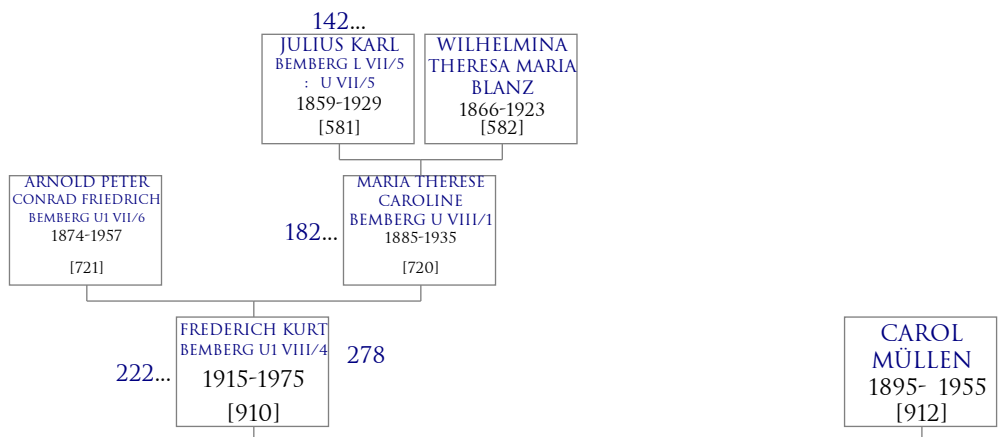 142...
JULIUS KARL
BEMBERG L VII/5
: U VII/5
1859-1929
[581]
WILHELMINA
THERESA MARIA
BLANZ
1866-1923
[582]
ARNOLD PETER
CONRAD FRIEDRICH
BEMBERG U1 VII/6
1874-1957
[721]
182...
MARIA THERESE
CAROLINE
BEMBERG U VIII/1
1885-1935
[720]
222...
FREDERICH KURT
BEMBERG U1 VIII/4
1915-1975
[910]
278
CAROL
MÜLLEN
1895- 1955
[912]